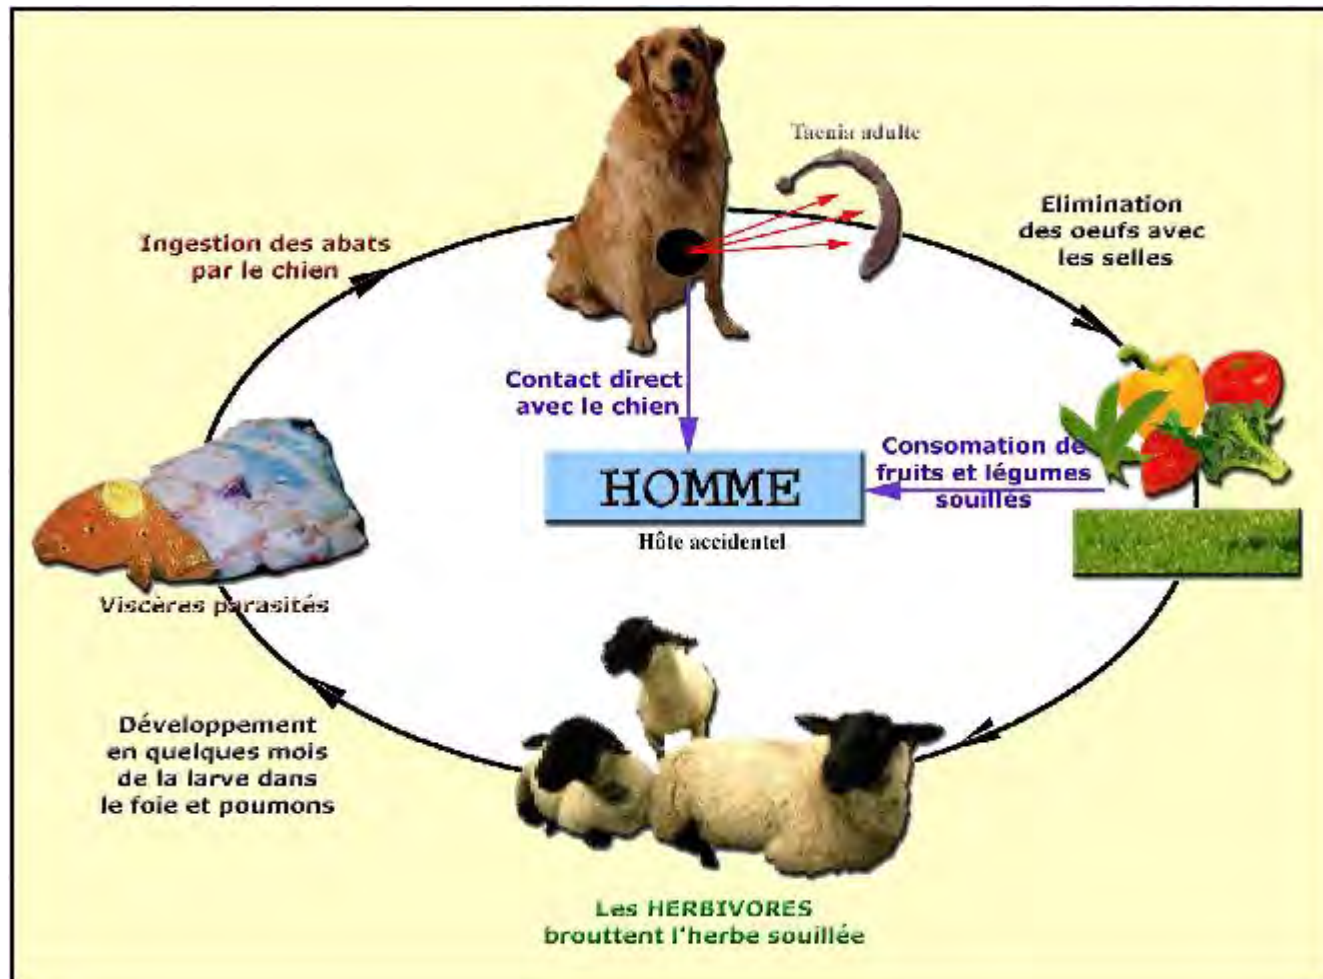 Taenia adulte
Elimination
des oeufs avec
les selles
Ingestion des abats
par le chien
Contact direct
avec le chien
Consomation de
fruits et légumes
souillés
HOMME
Hôte accidentel
Viscères parasités
Développement
en quelques mois
de la larve dans
le foie et poumons
Les HERBIVORES
brouttent l'herbe souillée